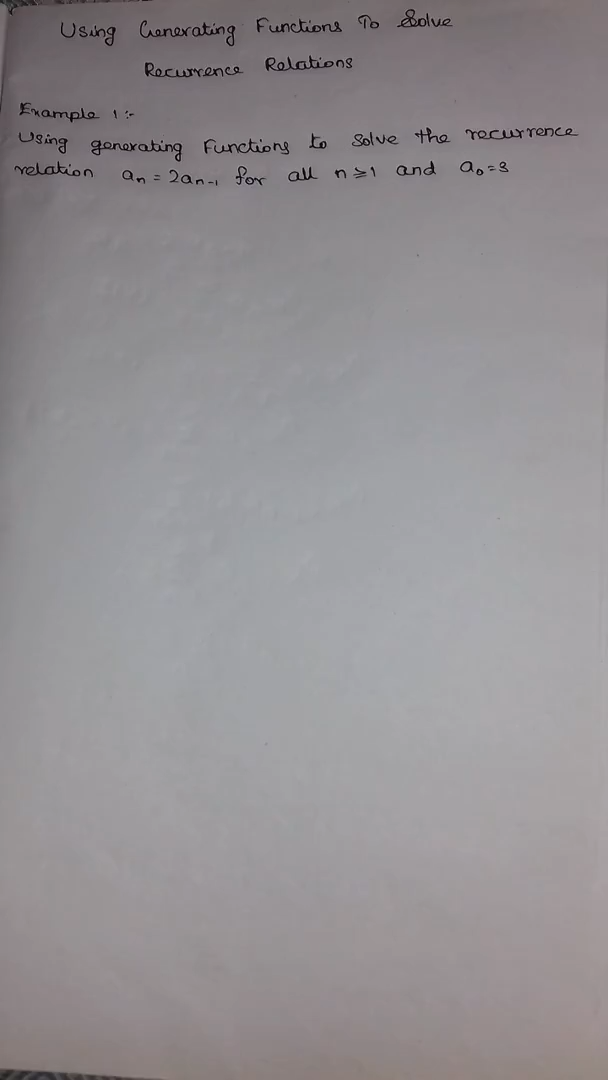 Using Generating Functions To Solve
Recurrence Relations
Example 1 :-
Using generating Functions to solve the recurrence
relation aₙ = 2aₙ₋₁ for all n ≥ 1 and a₀ = 3